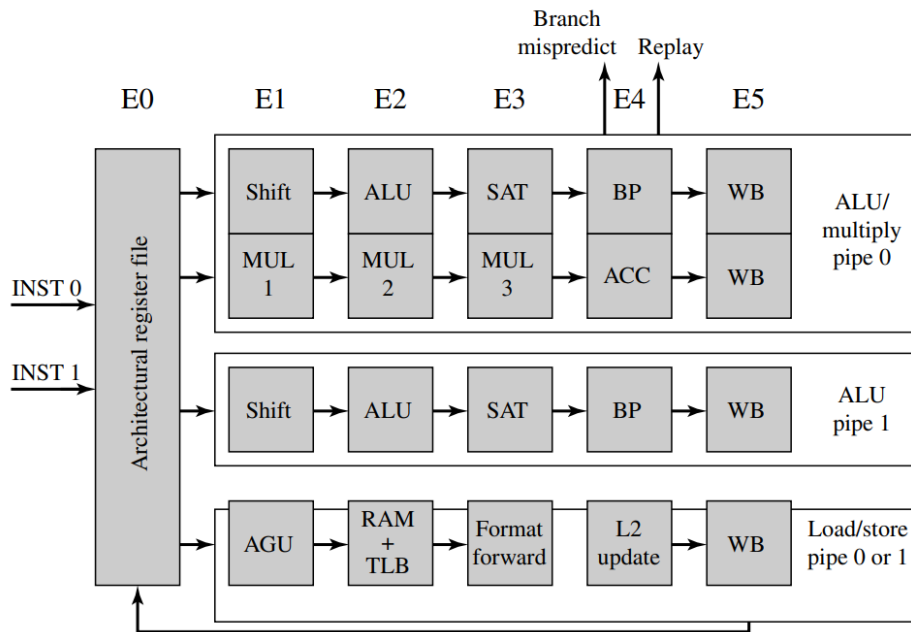 Branch
mispredict
Replay
E0
E1
E2
E3
E4
E5
Shift
ALU
SAT
BP
WB
MUL
1
MUL
2
MUL
3
ACC
WB
ALU/
multiply
pipe 0
INST 0
INST 1
Architectural register file
Shift
ALU
SAT
BP
WB
ALU
pipe 1
AGU
RAM
+
TLB
Format
forward
L2
update
WB
Load/store
pipe 0 or 1